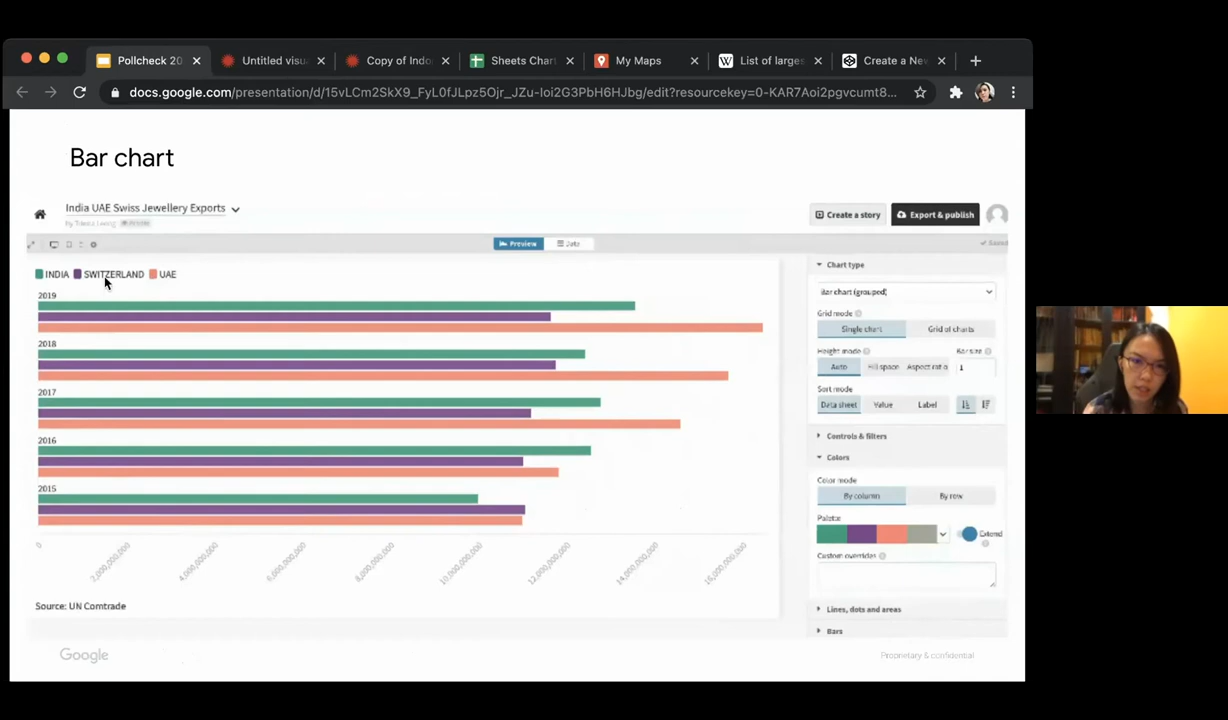 Pollcheck 20
Untitled visu
Copy of Indo
Sheets Chart
My Maps
List of larges
Create a New
docs.google.com/presentation/d/15vLCm2SkX9_FyL0fJLpz5Ojr_JZu-loi2G3PbH6HJbg/edit?resourcekey=0-KAR7Aoi2pgvcumt8...
Bar chart
India UAE Swiss Jewellery Exports
Create a story
Export & publish
Preview
Data
Saved
INDIA SWITZERLAND UAE
2019
2018
2017
2016
2015
0
2,000,000,000
4,000,000,000
6,000,000,000
8,000,000,000
10,000,000,000
12,000,000,000
14,000,000,000
16,000,000,000
Source: UN Comtrade
Chart type
Bar chart (grouped)
Grid mode
Single chart
Grid of charts
Height mode
Bar size
Auto
Fill space
Aspect ratio
1
Sort mode
Data sheet
Value
Label
Controls & filters
Colors
Color mode
By column
By row
Palette
Extend
Custom overrides
Lines, dots and areas
Bars
Google
Proprietary & confidential